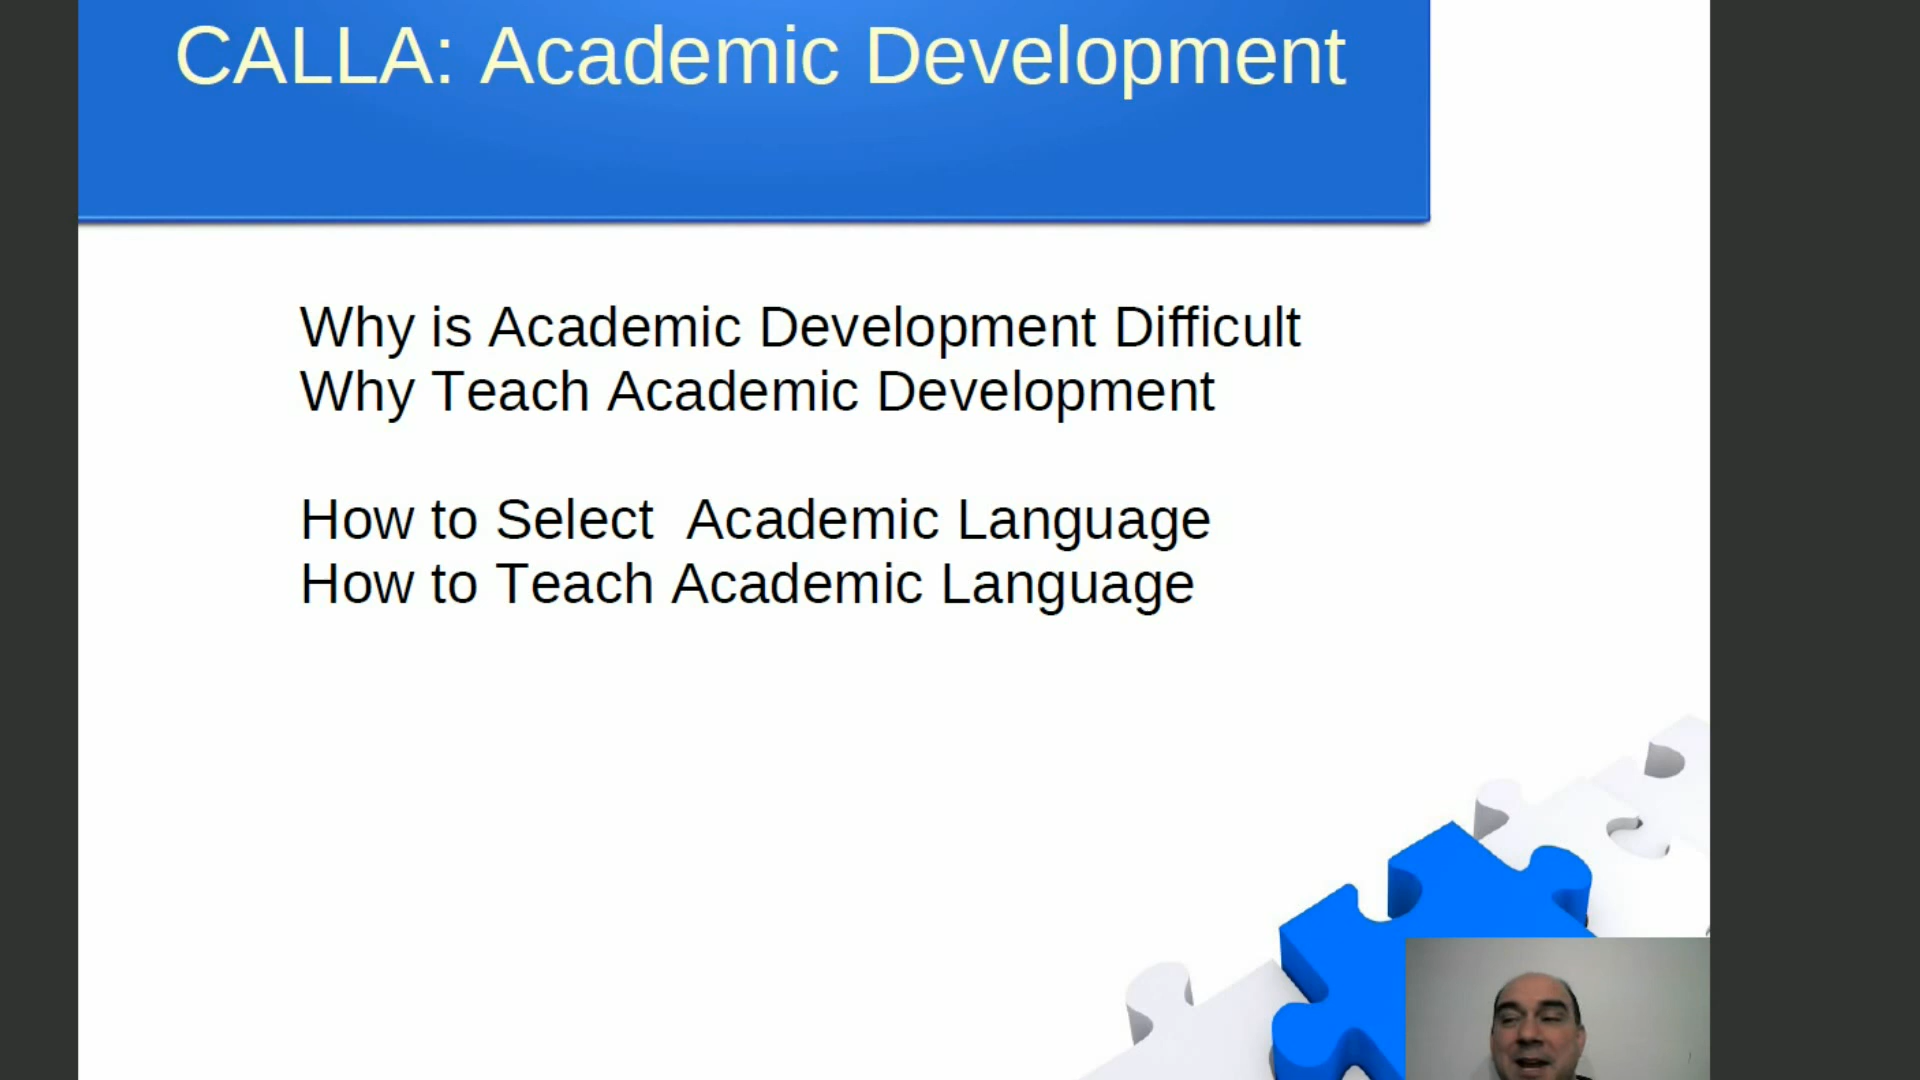 CALLA: Academic Development
Why is Academic Development Difficult
Why Teach Academic Development
How to Select  Academic Language
How to Teach Academic Language